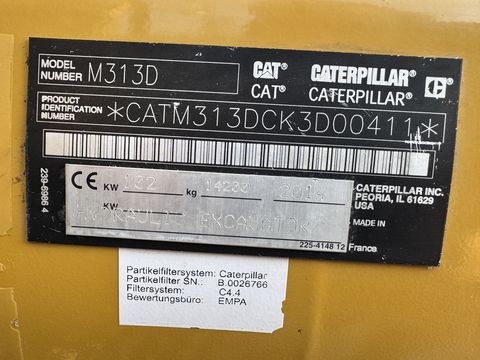 MODEL NUMBER M313D
CAT CATERPILLAR
CAT® CATERPILLAR®
PRODUCT IDENTIFICATION NUMBER *CATM313DCK3D00411*
239-6966 4
CE KW 102 kg 14200 2014
KW
HYDRAULIC EXCAVATOR
CATERPILLAR INC.
PEORIA, IL 61629
USA
MADE IN
225-4148 12 France
Partikelfiltersystem: Caterpillar
Partikelfilter SN.: B.0026766
Filtersystem: C4.4
Bewertungsbüro: EMPA